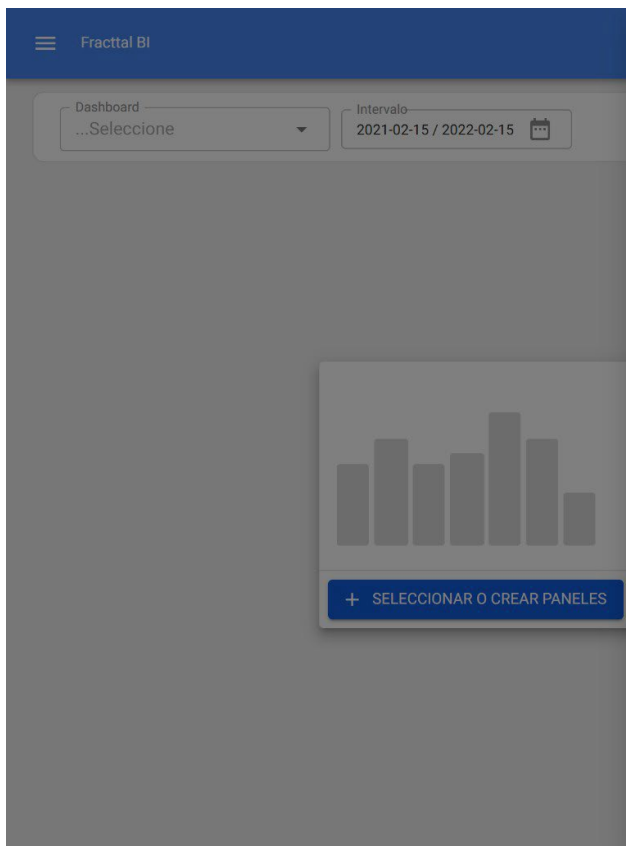 Fracttal BI
Dashboard
...Seleccione
Intervalo
2021-02-15 / 2022-02-15
+ SELECCIONAR O CREAR PANELES